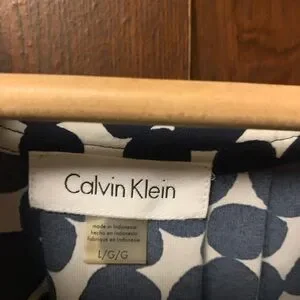 Calvin Klein
made in indonesia
hecho en indonesia
fabriqué en indonésie
L/G/G